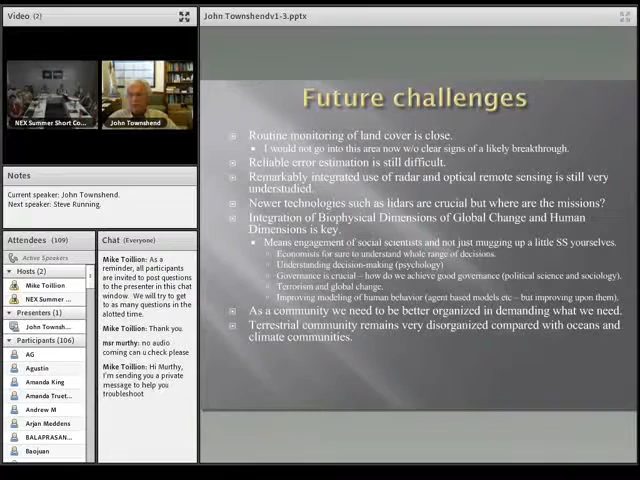 Video (2)
NEX Summer Short Co...
John Townshend
Notes
Current speaker: John Townshend.
Next speaker: Steve Running.
Attendees (109)
Active Speakers
Hosts (2)
Mike Toillion
NEX Summer ...
Presenters (1)
John Townsh...
Participants (106)
AG
Agustin
Amanda King
Amanda Truet...
Andrew M
Arjan Meddens
BALAPRASAN...
Baojuan
Chat (Everyone)
Mike Toillion: As a
reminder, all participants
are invited to post questions
to the presenter in this chat
window. We will try to get
to as many questions in the
alotted time.
Mike Toillion: Thank you
msr murthy: no audio
coming can u check please
Mike Toillion: Hi Murthy,
I'm sending you a private
message to help you
troubleshoot
John Townshendv1-3.pptx
Future challenges
Routine monitoring of land cover is close.
I would not go into this area now w/o clear signs of a likely breakthrough.
Reliable error estimation is still difficult.
Remarkably integrated use of radar and optical remote sensing is still very
understudied.
Newer technologies such as lidars are crucial but where are the missions?
Integration of Biophysical Dimensions of Global Change and Human
Dimensions is key.
Means engagement of social scientists and not just mugging up a little SS yourselves.
Economists for sure to understand whole range of decisions.
Understanding decision-making (psychology)
Governance is crucial – how do we achieve good governance (political science and sociology).
Terrorism and global change.
Improving modeling of human behavior (agent based models etc – but improving upon them).
As a community we need to be better organized in demanding what we need.
Terrestrial community remains very disorganized compared with oceans and
climate communities.